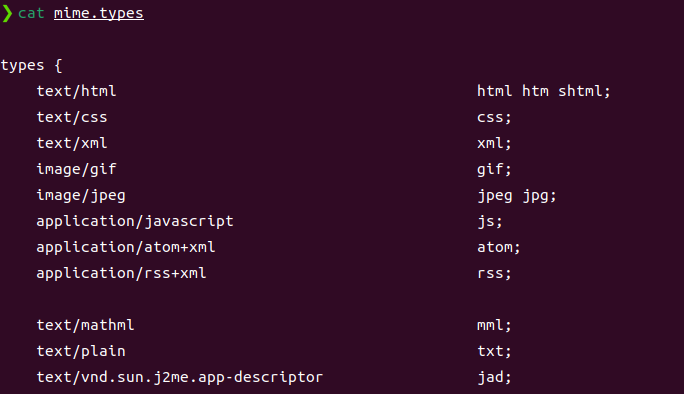 ❯ cat mime.types
types {
text/html html htm shtml;
text/css css;
text/xml xml;
image/gif gif;
image/jpeg jpeg jpg;
application/javascript js;
application/atom+xml atom;
application/rss+xml rss;
text/mathml mml;
text/plain txt;
text/vnd.sun.j2me.app-descriptor jad;